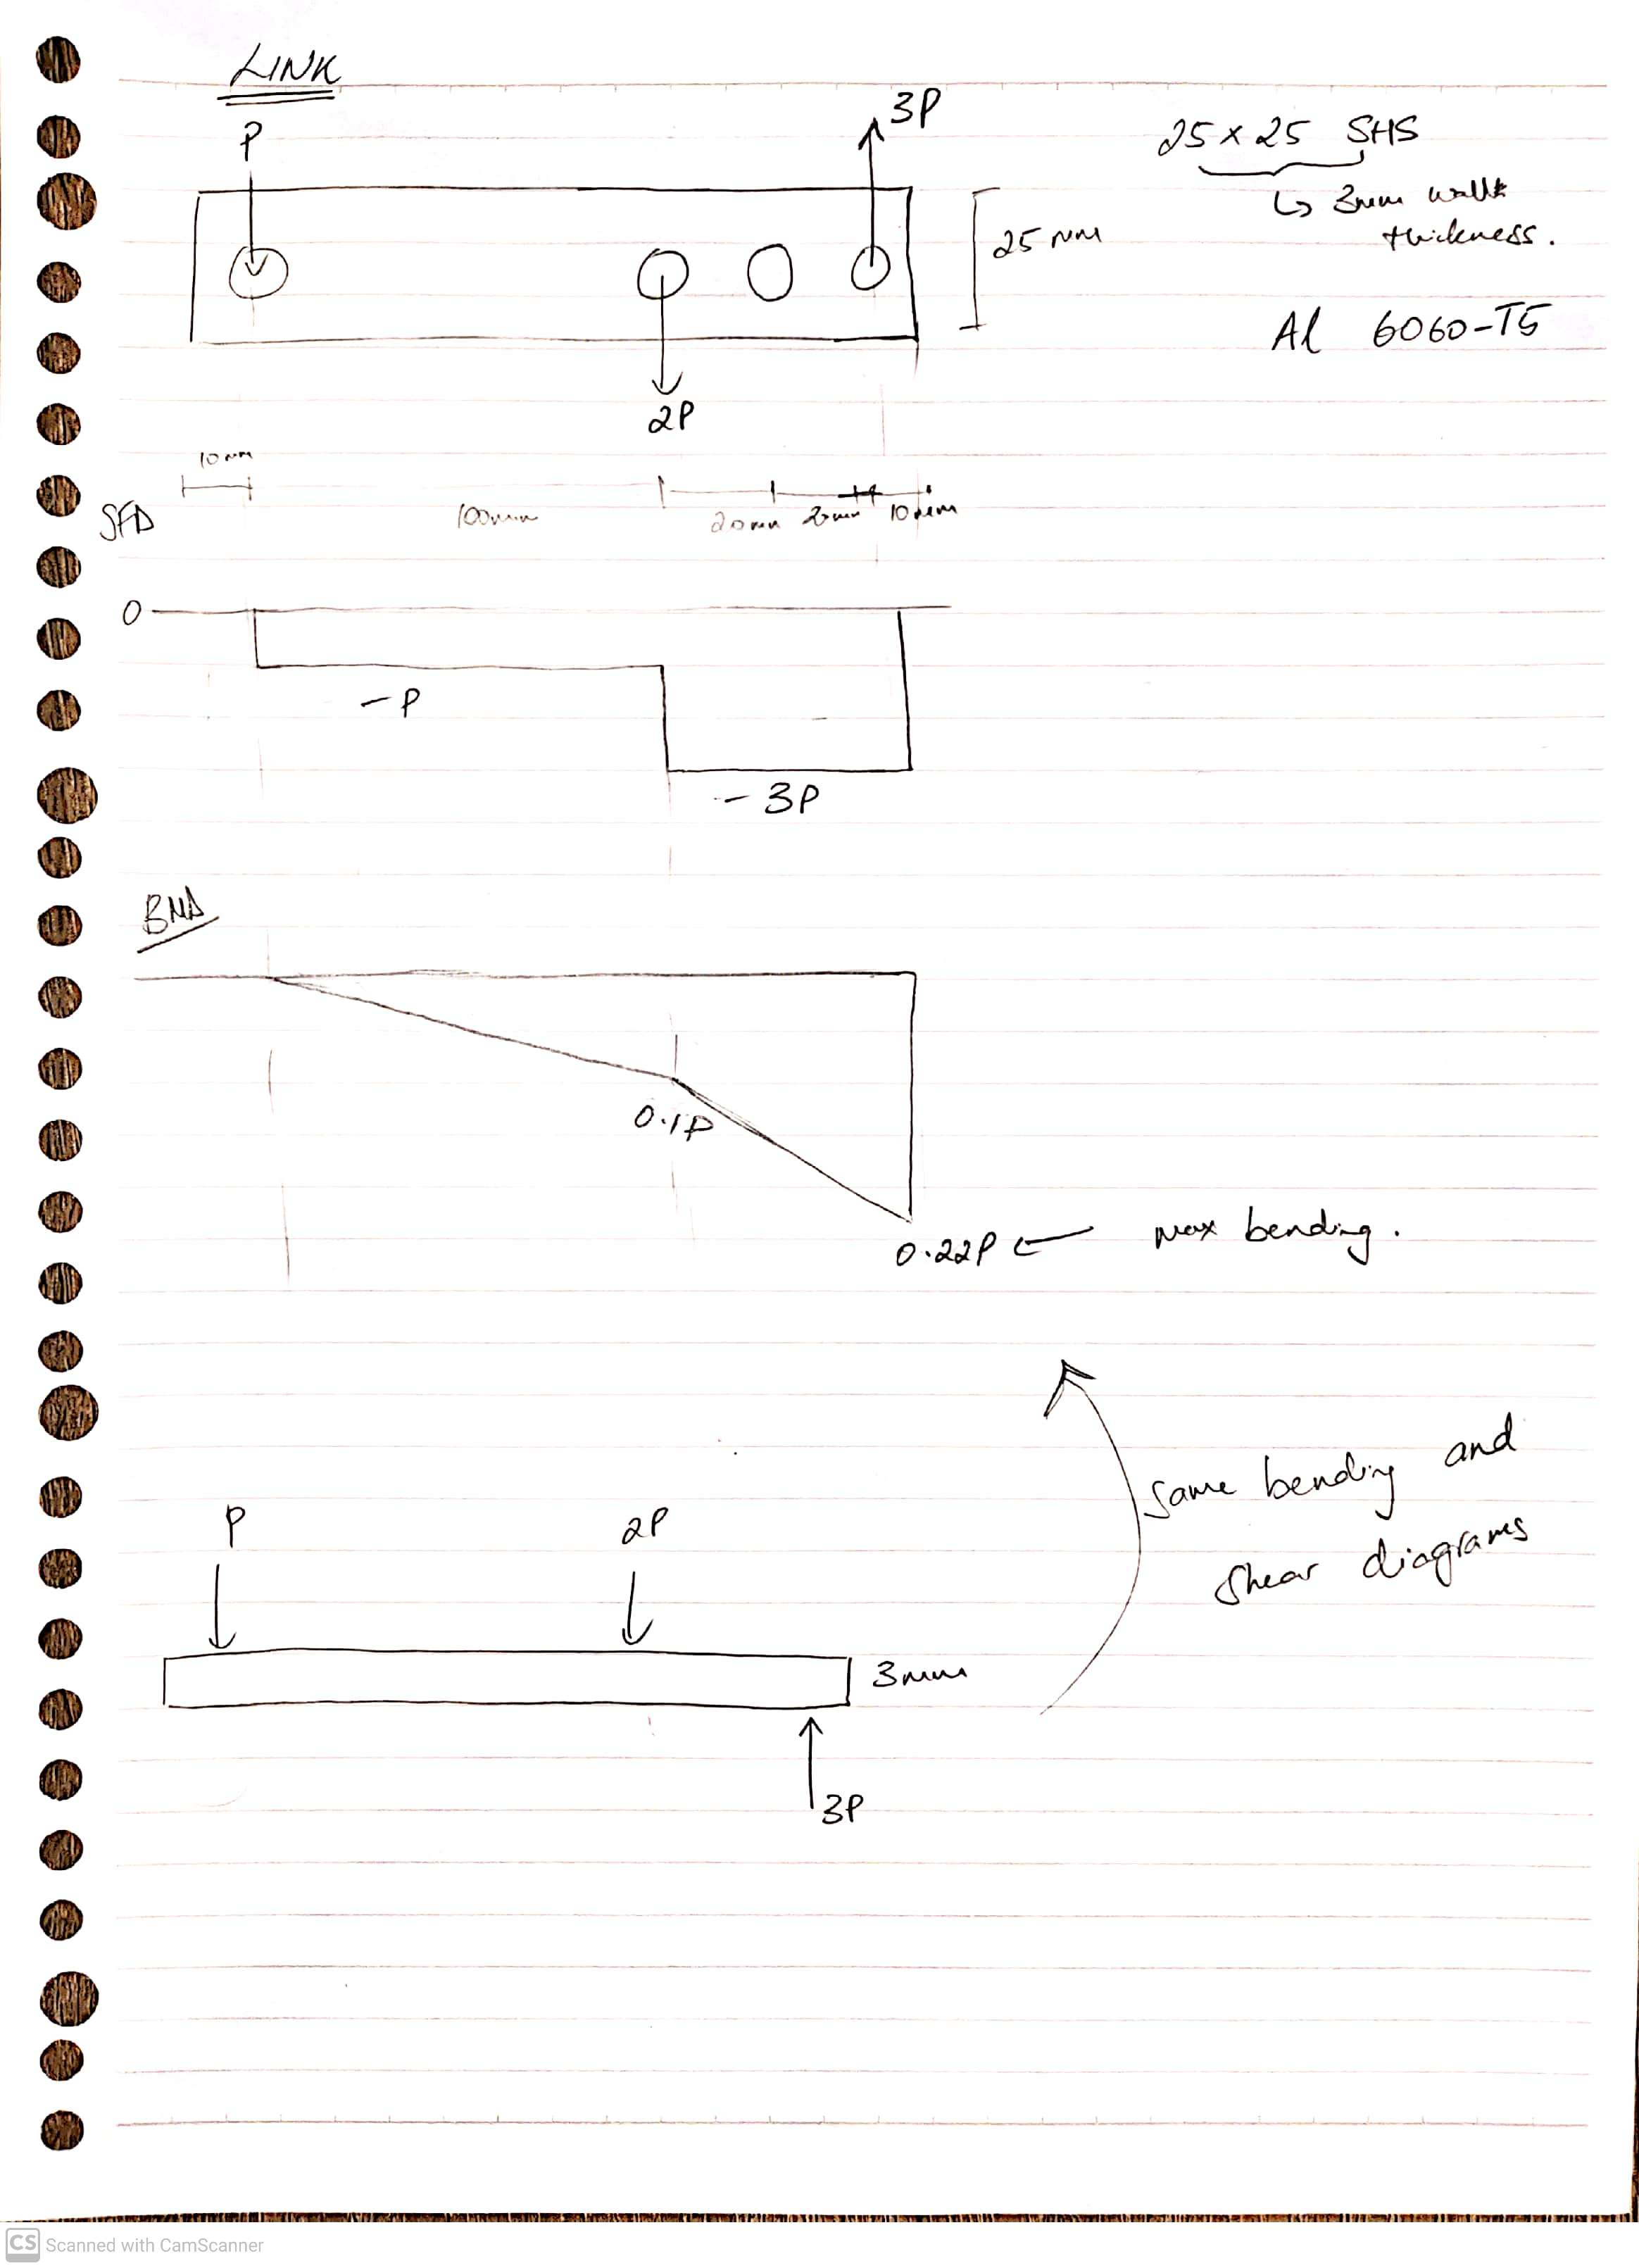 LINK
P
3P
25 x 25 SHS
↳ 3mm wall
thickness.
25 mm
Al 6060-T5
2P
10mm
SFD
100mm
20mm 20mm 10mm
0
-P
-3P
BMD
0.1P
0.22P ← max bending.
same bending and
shear diagrams
P
2P
3mm
3P
CS Scanned with CamScanner